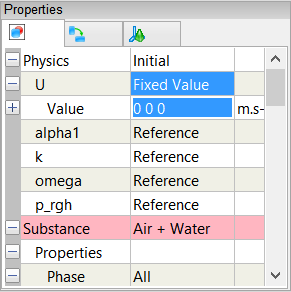 Properties
Physics Initial
U Fixed Value
Value 0 0 0 m.s-
alpha1 Reference
k Reference
omega Reference
p_rgh Reference
Substance Air + Water
Properties
Phase All